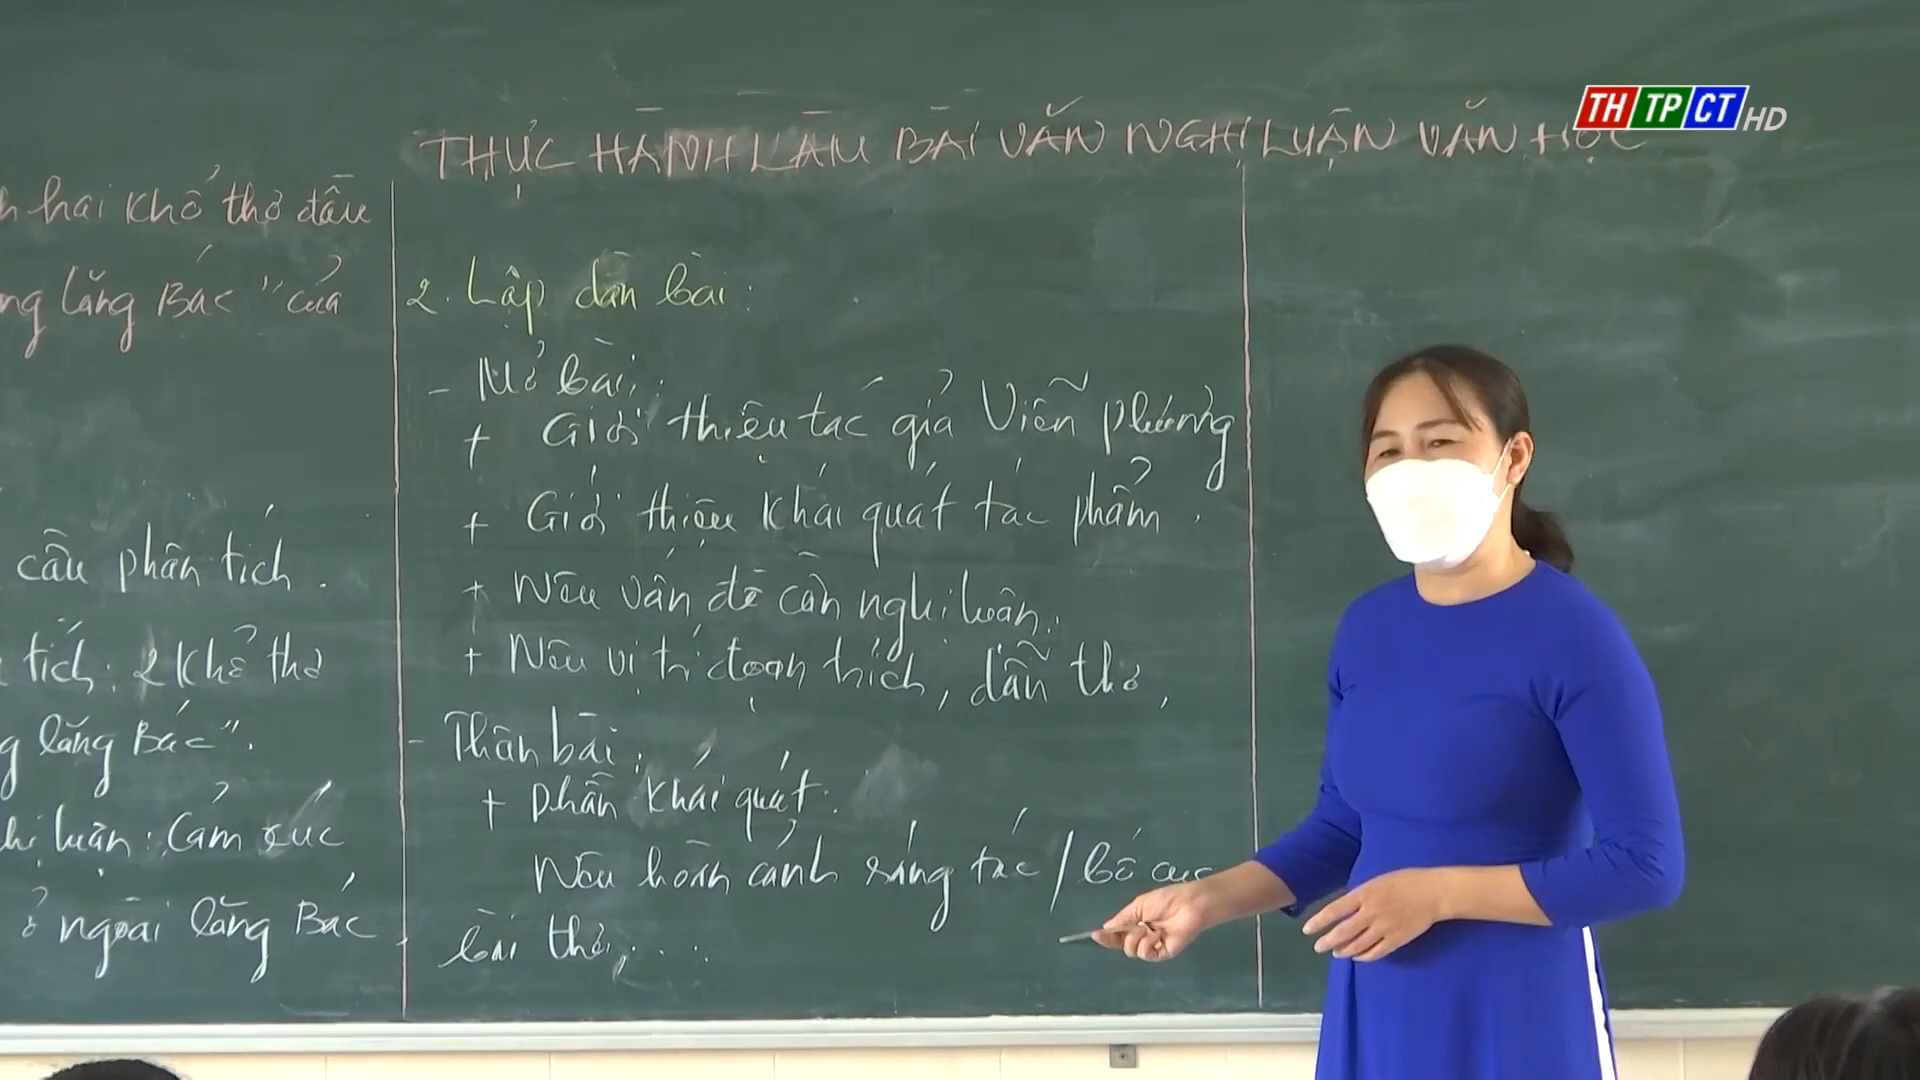 THỰC HÀNH LÀM BÀI VĂN NGHỊ LUẬN VĂN HỌC
THTPCT HD
h hai khổ thơ đầu
ng lăng Bác" của
cầu phân tích.
tích: 2 khổ thơ
g lăng Bác".
hị luận: Cảm xúc
ở ngoài lăng Bác
2. Lập dàn bài:
- Mở bài:
+ Giới thiệu tác giả Viễn phương
+ Giới thiệu khái quát tác phẩm.
+ Nêu vấn đề cần nghị luận.
+ Nêu vị trí đoạn trích, dẫn thơ,
- Thân bài:
+ phần khái quát:
Nêu hoàn cảnh sáng tác / bố cục
bài thơ, ...